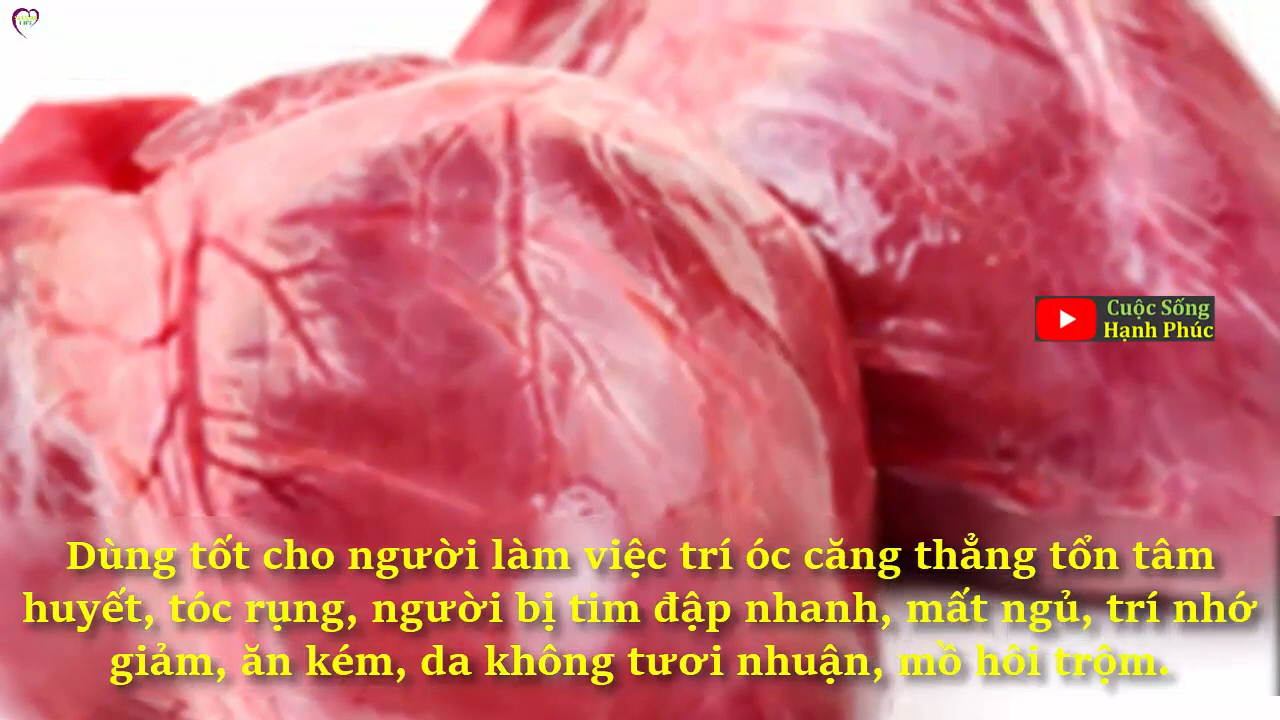 Cuộc Sống
Hạnh Phúc
Dùng tốt cho người làm việc trí óc căng thẳng tổn tâm
huyết, tóc rụng, người bị tim đập nhanh, mất ngủ, trí nhớ
giảm, ăn kém, da không tươi nhuận, mồ hôi trộm.